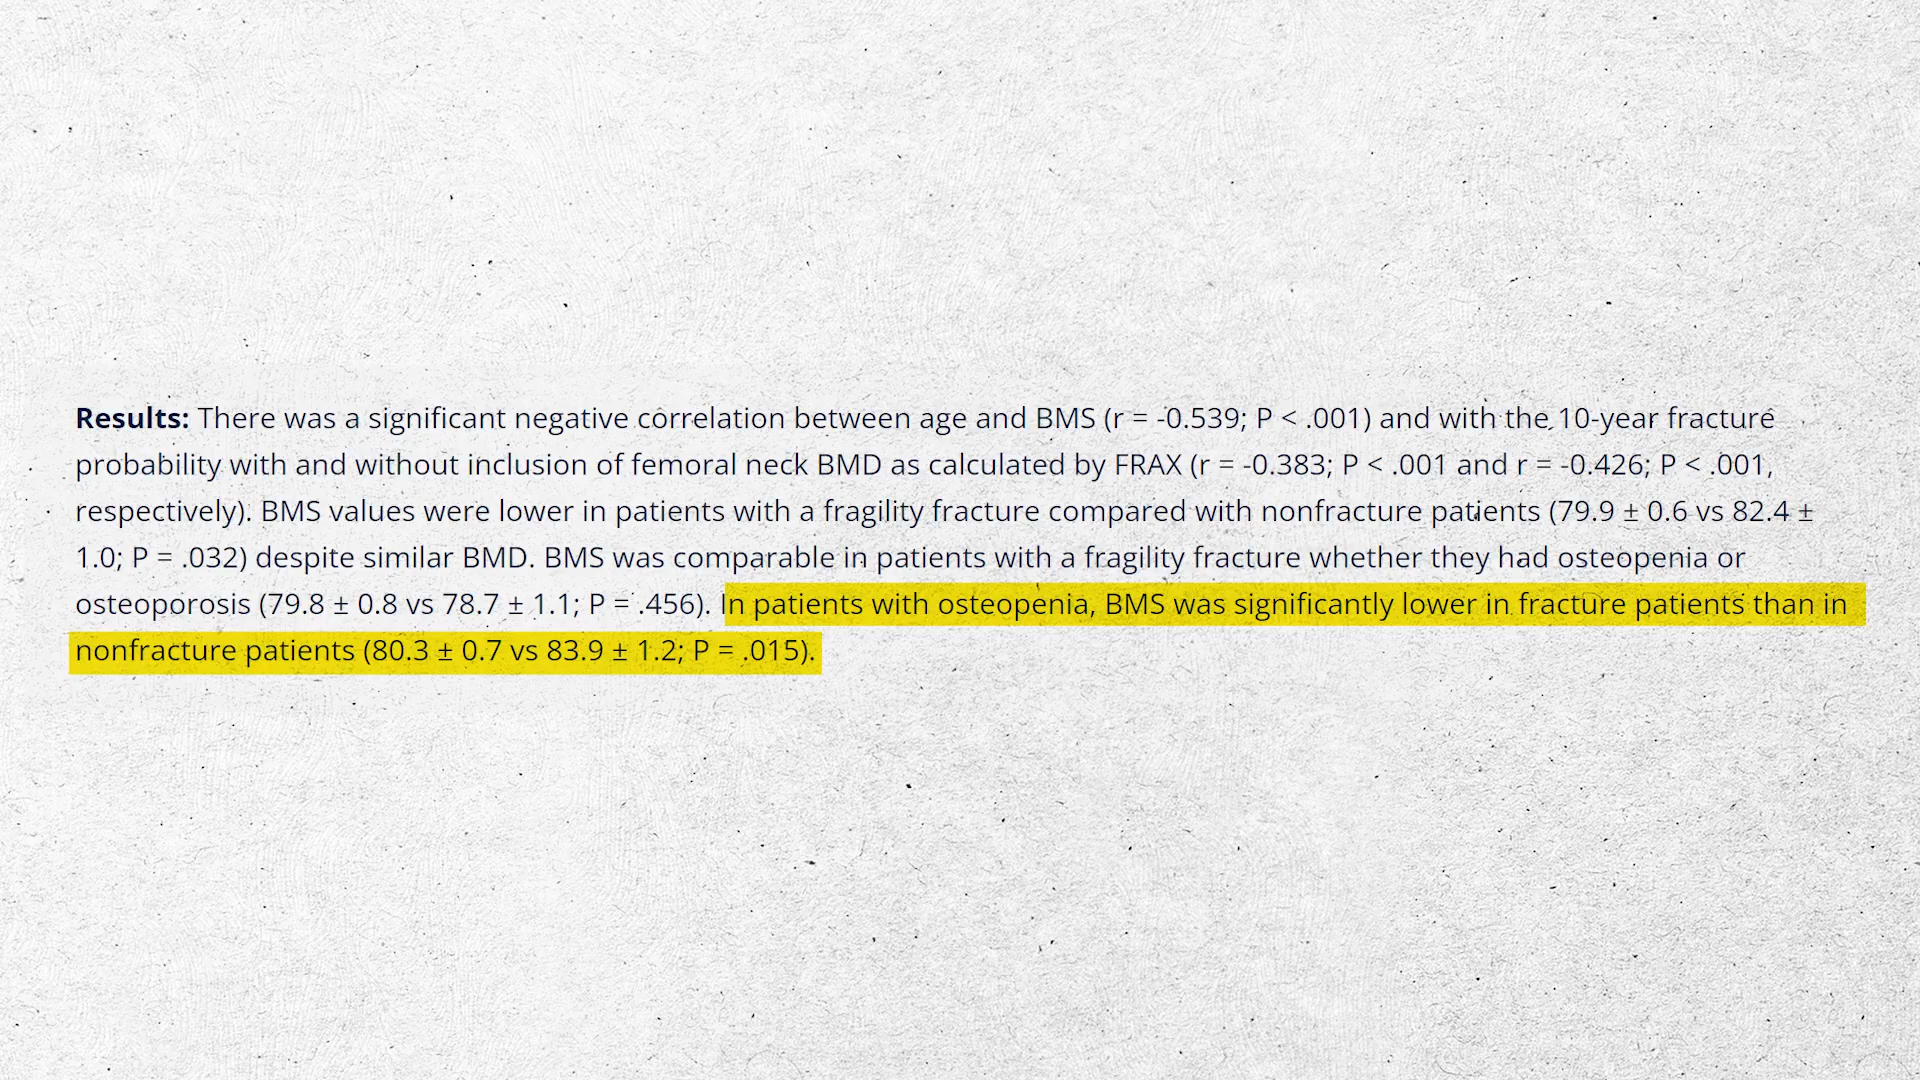 Results: There was a significant negative correlation between age and BMS (r = -0.539; P < .001) and with the 10-year fracture
probability with and without inclusion of femoral neck BMD as calculated by FRAX (r = -0.383; P < .001 and r = -0.426; P < .001,
respectively). BMS values were lower in patients with a fragility fracture compared with nonfracture patients (79.9 ± 0.6 vs 82.4 ±
1.0; P = .032) despite similar BMD. BMS was comparable in patients with a fragility fracture whether they had osteopenia or
osteoporosis (79.8 ± 0.8 vs 78.7 ± 1.1; P = .456). In patients with osteopenia, BMS was significantly lower in fracture patients than in
nonfracture patients (80.3 ± 0.7 vs 83.9 ± 1.2; P = .015).